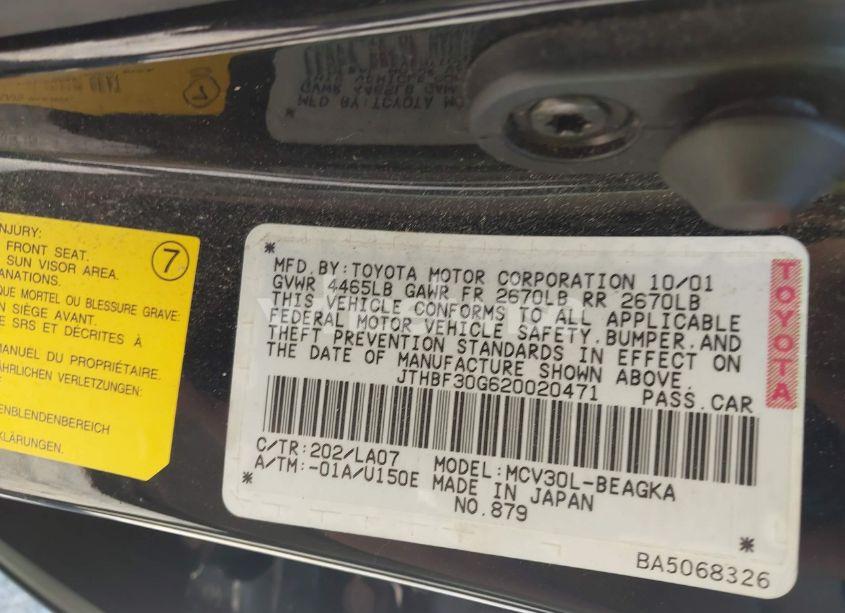 NJURY:
FRONT SEAT.
SUN VISOR AREA.
ANATIONS.
7
QUE MORTEL OU BLESSURE GRAVE:
N SIÈGE AVANT.
E SRS ET DÉCRITES À
MANUEL DU PROPRIÉTAIRE.
ÄHRLICHEN VERLETZUNGEN:
ENBLENDENBEREICH
KLÄRUNGEN.
MFD.BY:TOYOTA MOTOR CORPORATION 10/01
GVWR 4465LB GAWR FR 2670LB RR 2670LB
THIS VEHICLE CONFORMS TO ALL APPLICABLE
FEDERAL MOTOR VEHICLE SAFETY,BUMPER,AND
THEFT PREVENTION STANDARDS IN EFFECT ON
THE DATE OF MANUFACTURE SHOWN ABOVE.
JTHBF30G620020471 PASS.CAR
C/TR:202/LA07 MODEL:MCV30L-BEAGKA
A/TM:-01A/U150E MADE IN JAPAN
NO.879
BA5068326
TOYOTA